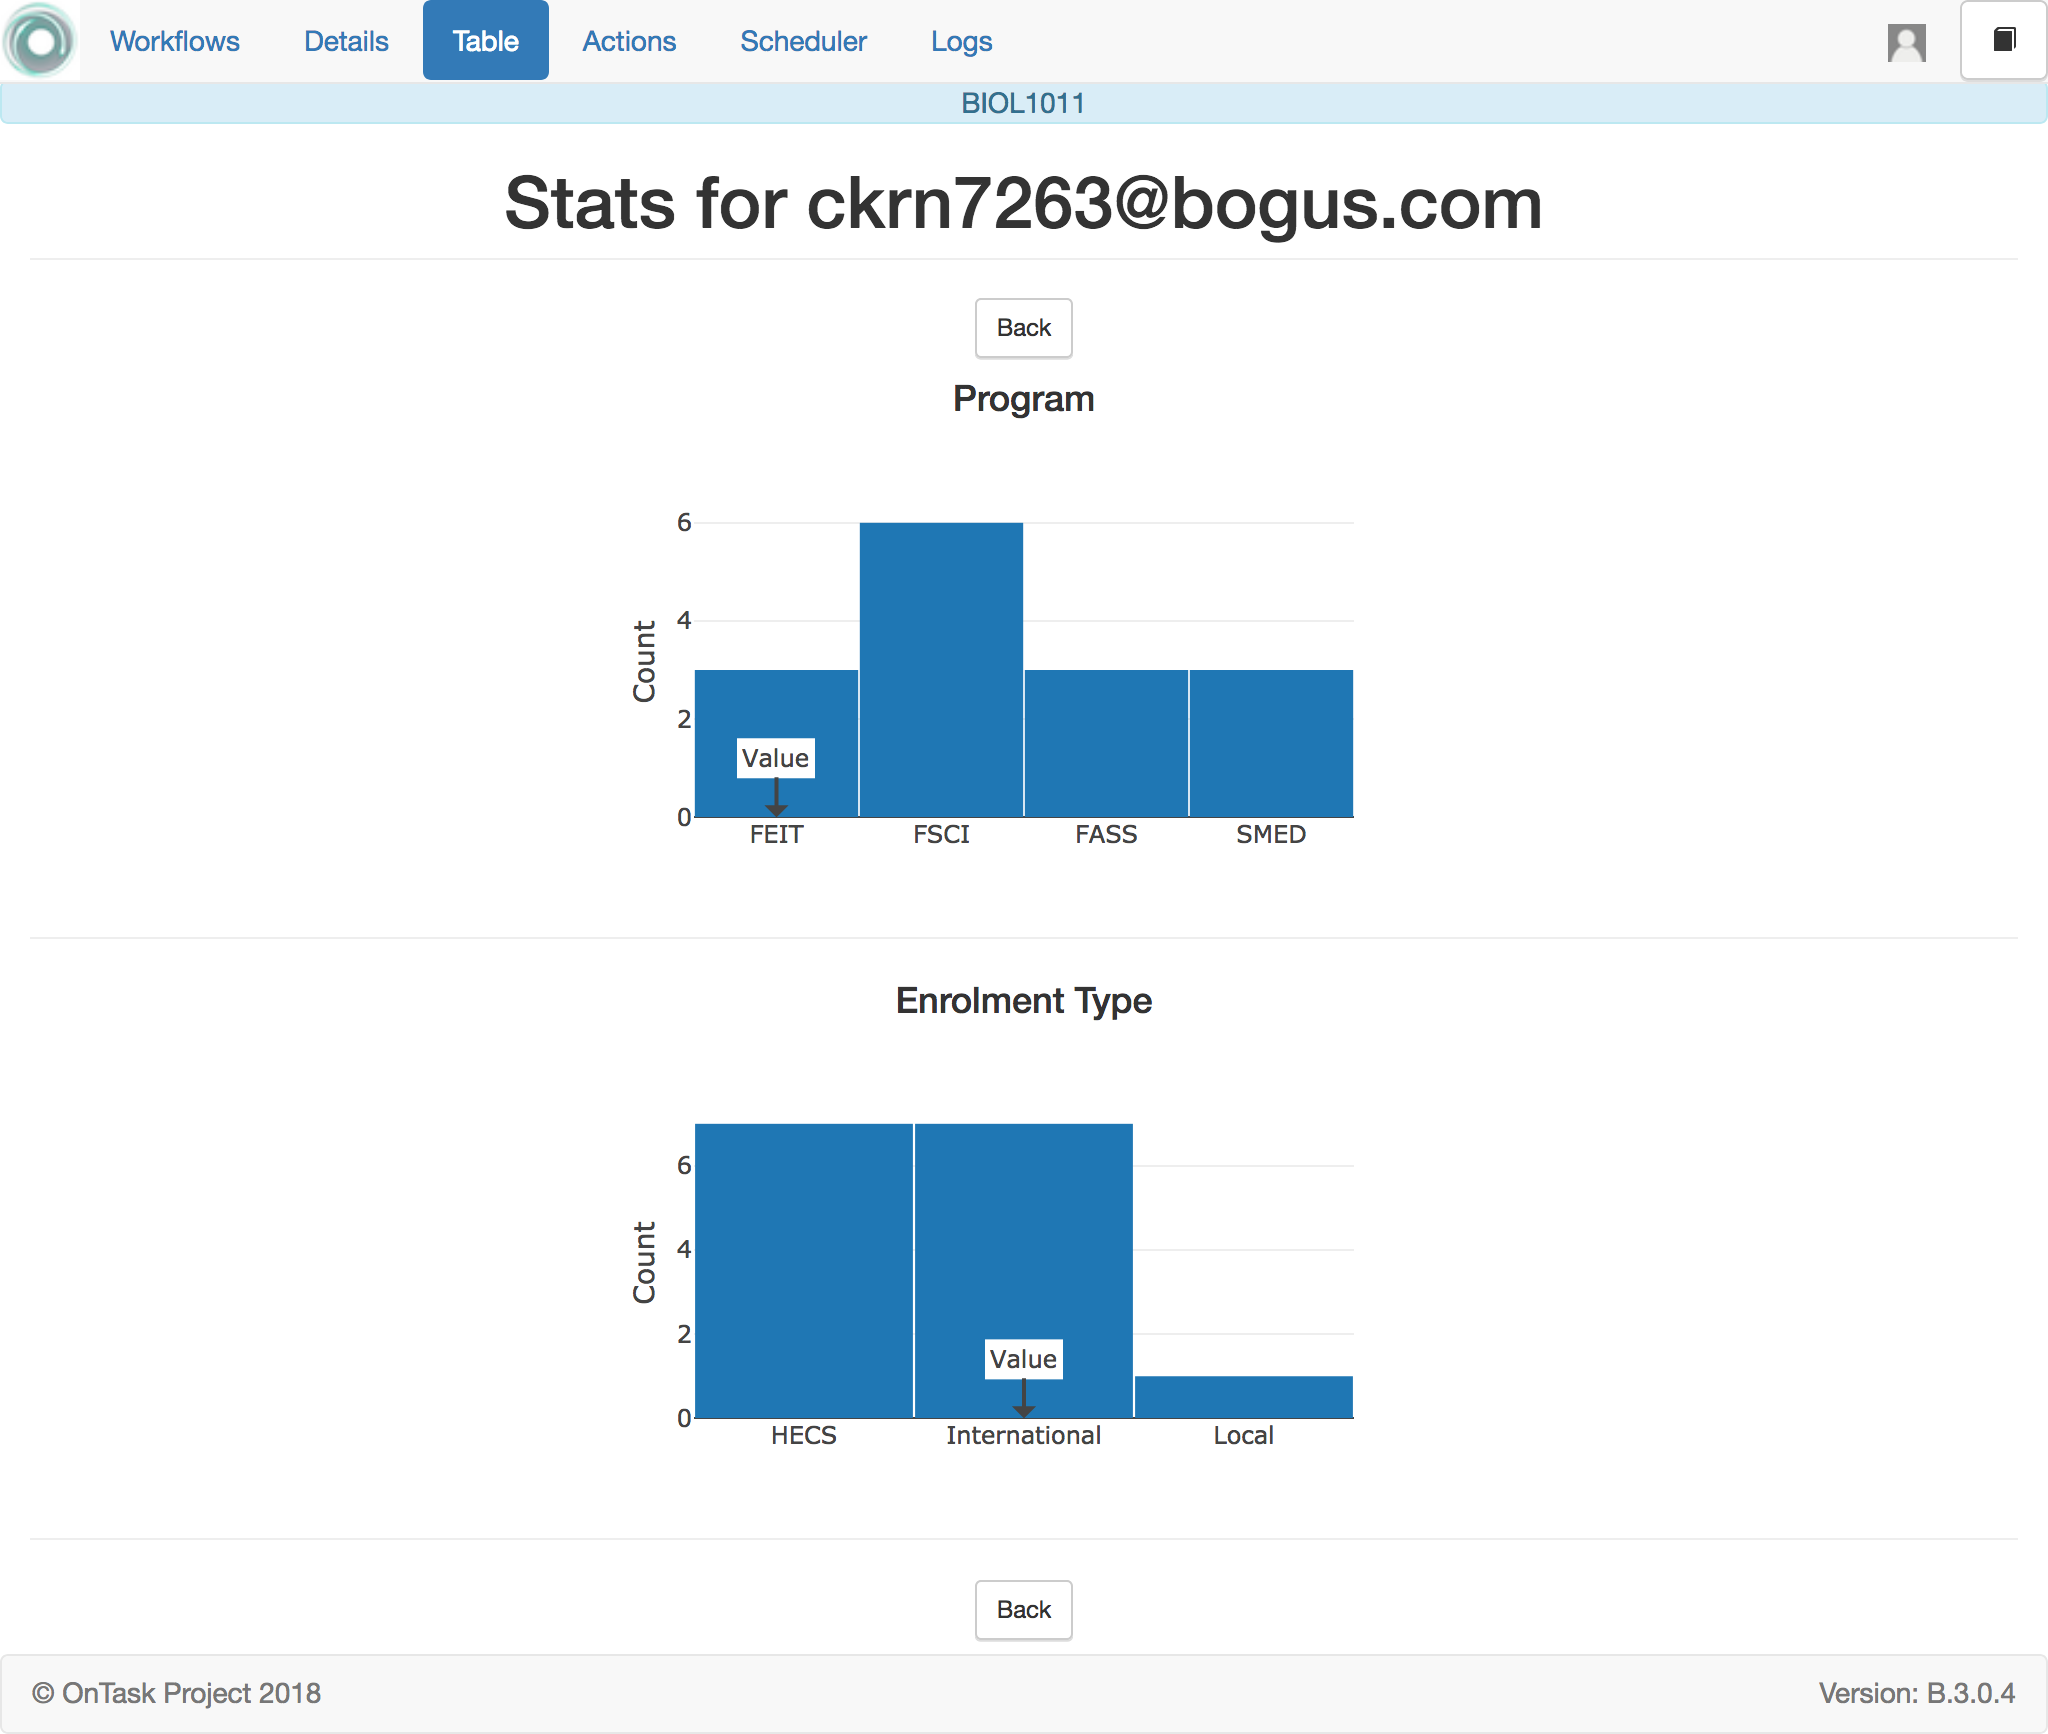 Workflows Details Table Actions Scheduler Logs
BIOL1011
Stats for ckrn7263@bogus.com
Back
Program
6
4
2
0
Count
Value
FEIT FSCI FASS SMED
Enrolment Type
6
4
2
0
Count
Value
HECS International Local
Back
© OnTask Project 2018 Version: B.3.0.4